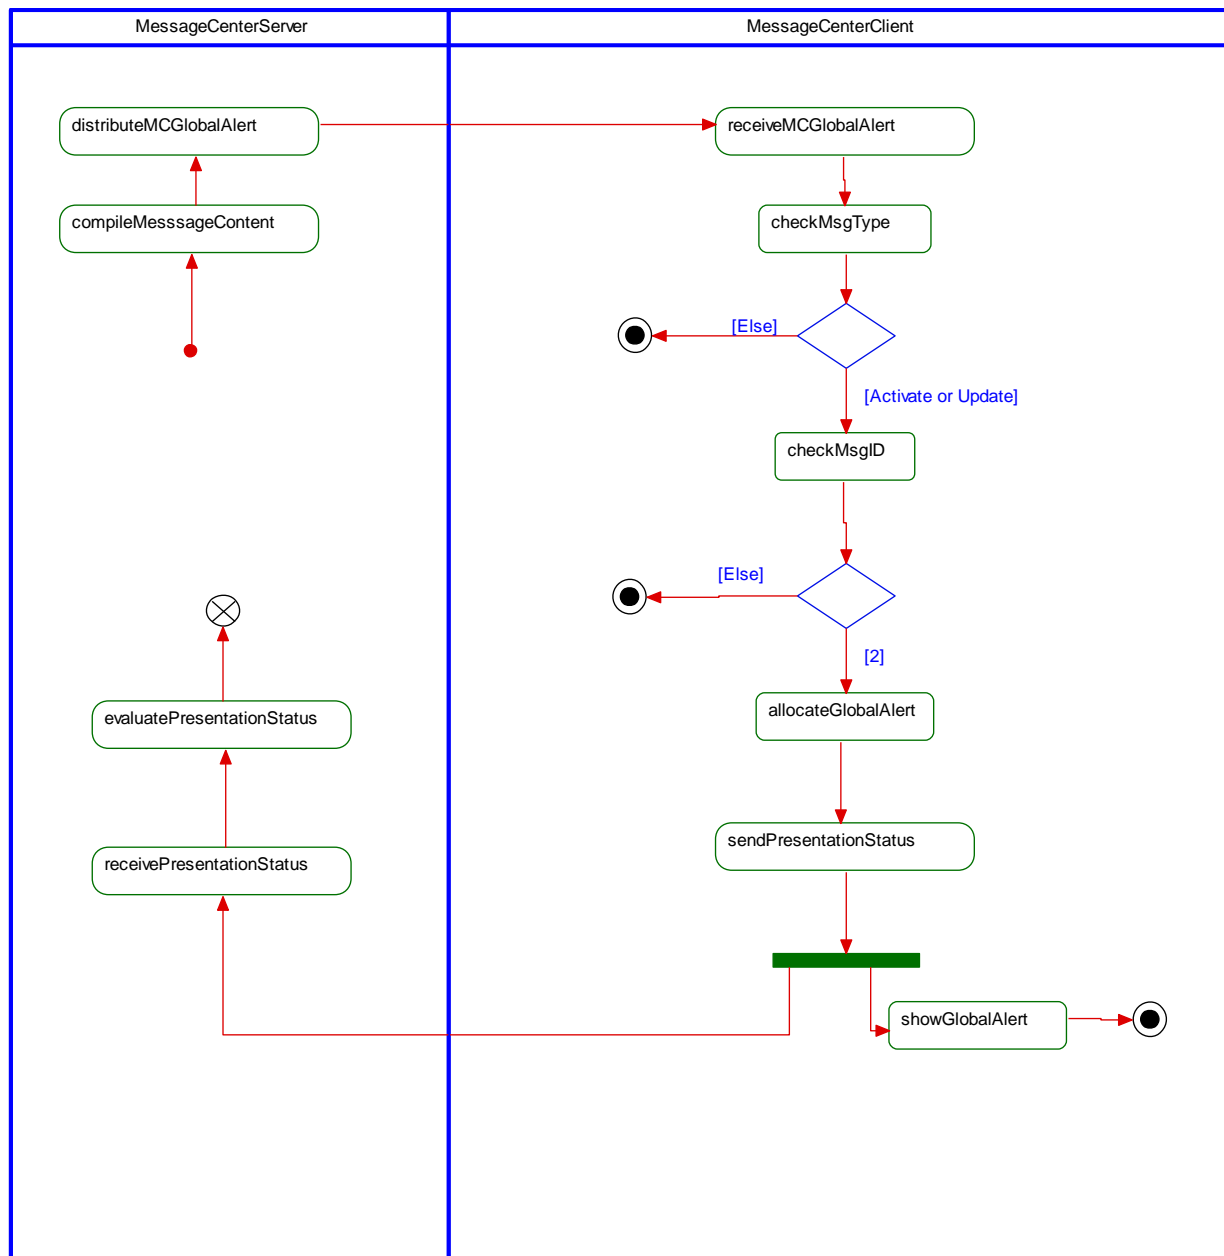 MessageCenterServer
MessageCenterClient
distributeMCGlobalAlert
receiveMCGlobalAlert
compileMesssageContent
checkMsgType
[Else]
[Activate or Update]
checkMsgID
[Else]
[2]
allocateGlobalAlert
evaluatePresentationStatus
sendPresentationStatus
receivePresentationStatus
showGlobalAlert